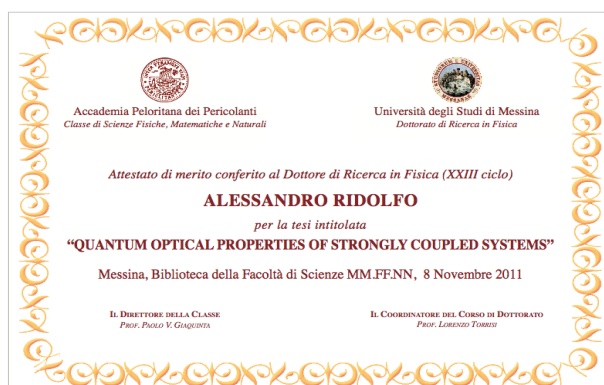 Accademia Peloritana dei Pericolanti
Classe di Scienze Fisiche, Matematiche e Naturali
Università degli Studi di Messina
Dottorato di Ricerca in Fisica
Attestato di merito conferito al Dottore di Ricerca in Fisica (XXIII ciclo)
ALESSANDRO RIDOLFO
per la tesi intitolata
“QUANTUM OPTICAL PROPERTIES OF STRONGLY COUPLED SYSTEMS”
Messina, Biblioteca della Facoltà di Scienze MM.FF.NN, 8 Novembre 2011
IL DIRETTORE DELLA CLASSE
PROF. PAOLO V. GIAQUINTA
IL COORDINATORE DEL CORSO DI DOTTORATO
PROF. LORENZO TORRISI